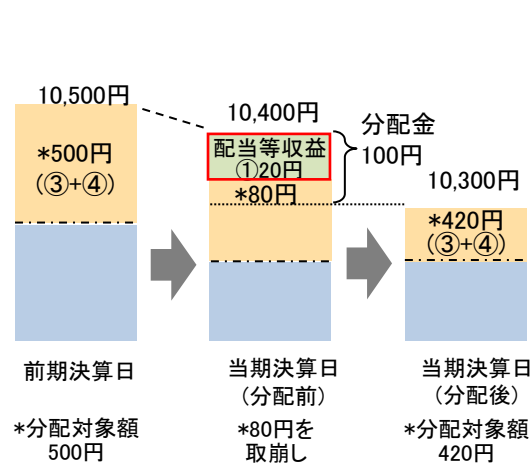 10,500円
*500円
(③+④)
10,400円
配当等収益
①20円
*80円
分配金
100円
10,300円
*420円
(③+④)
前期決算日
当期決算日
(分配前)
当期決算日
(分配後)
*分配対象額
500円
*80円を
取崩し
*分配対象額
420円